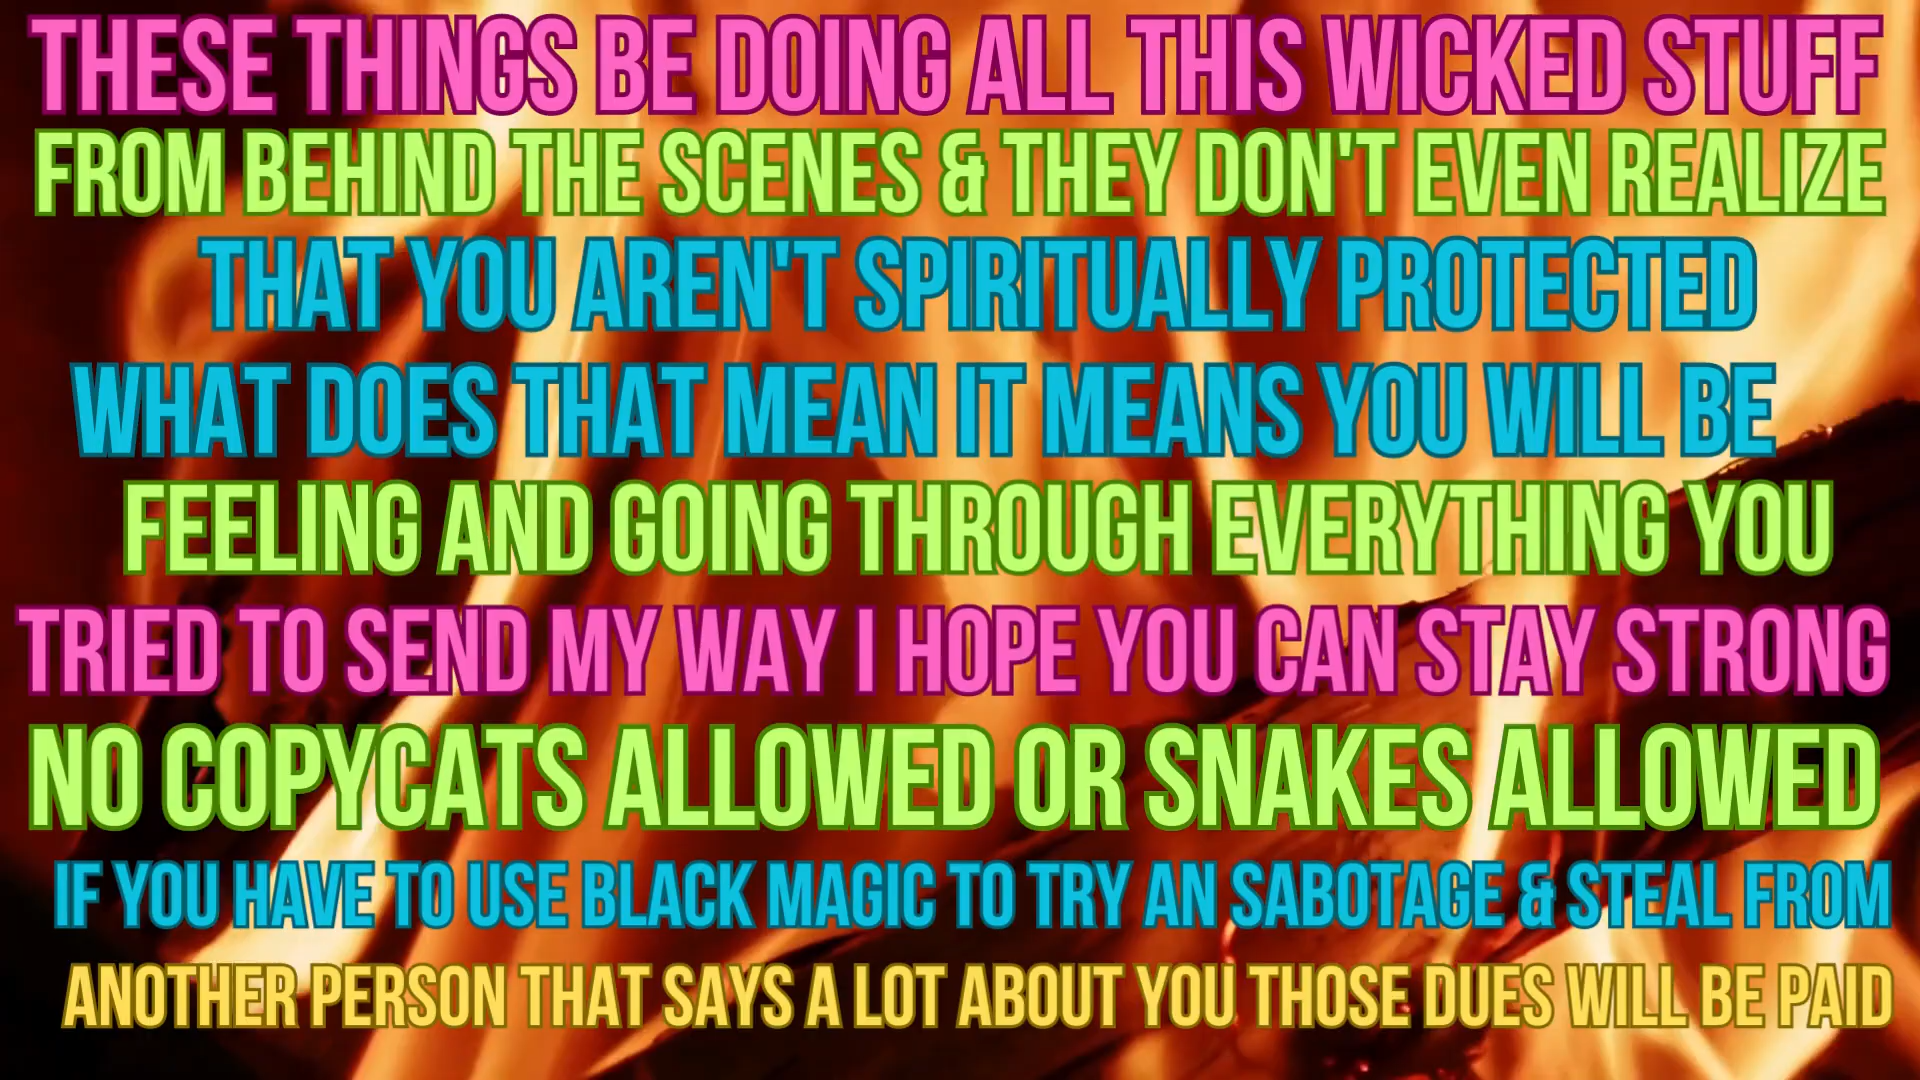 THESE THINGS BE DOING ALL THIS WICKED STUFF
FROM BEHIND THE SCENES & THEY DON'T EVEN REALIZE
THAT YOU AREN'T SPIRITUALLY PROTECTED
WHAT DOES THAT MEAN IT MEANS YOU WILL BE
FEELING AND GOING THROUGH EVERYTHING YOU
TRIED TO SEND MY WAY I HOPE YOU CAN STAY STRONG
NO COPYCATS ALLOWED OR SNAKES ALLOWED
IF YOU HAVE TO USE BLACK MAGIC TO TRY AN SABOTAGE & STEAL FROM
ANOTHER PERSON THAT SAYS A LOT ABOUT YOU THOSE DUES WILL BE PAID